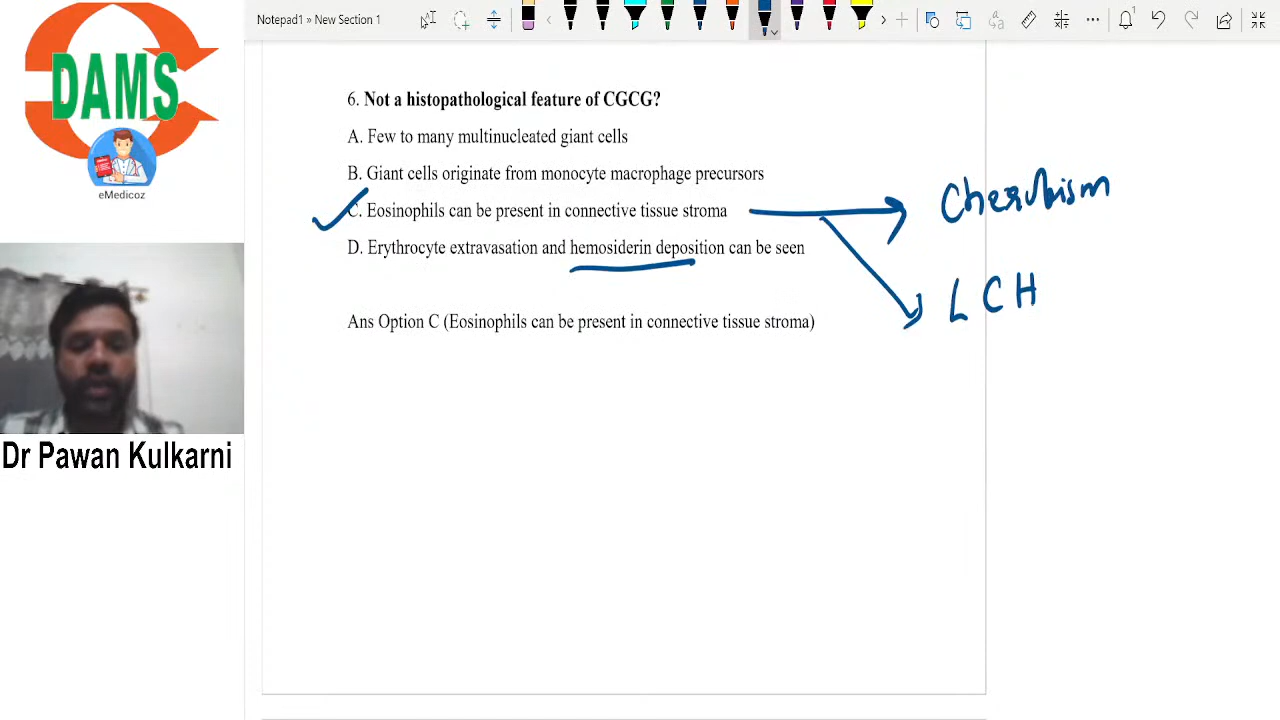 DAMS
eMedicoz
Dr Pawan Kulkarni
Notepad1 » New Section 1
6. Not a histopathological feature of CGCG?
A. Few to many multinucleated giant cells
B. Giant cells originate from monocyte macrophage precursors
C. Eosinophils can be present in connective tissue stroma
Cherubism
D. Erythrocyte extravasation and hemosiderin deposition can be seen
LCH
Ans Option C (Eosinophils can be present in connective tissue stroma)